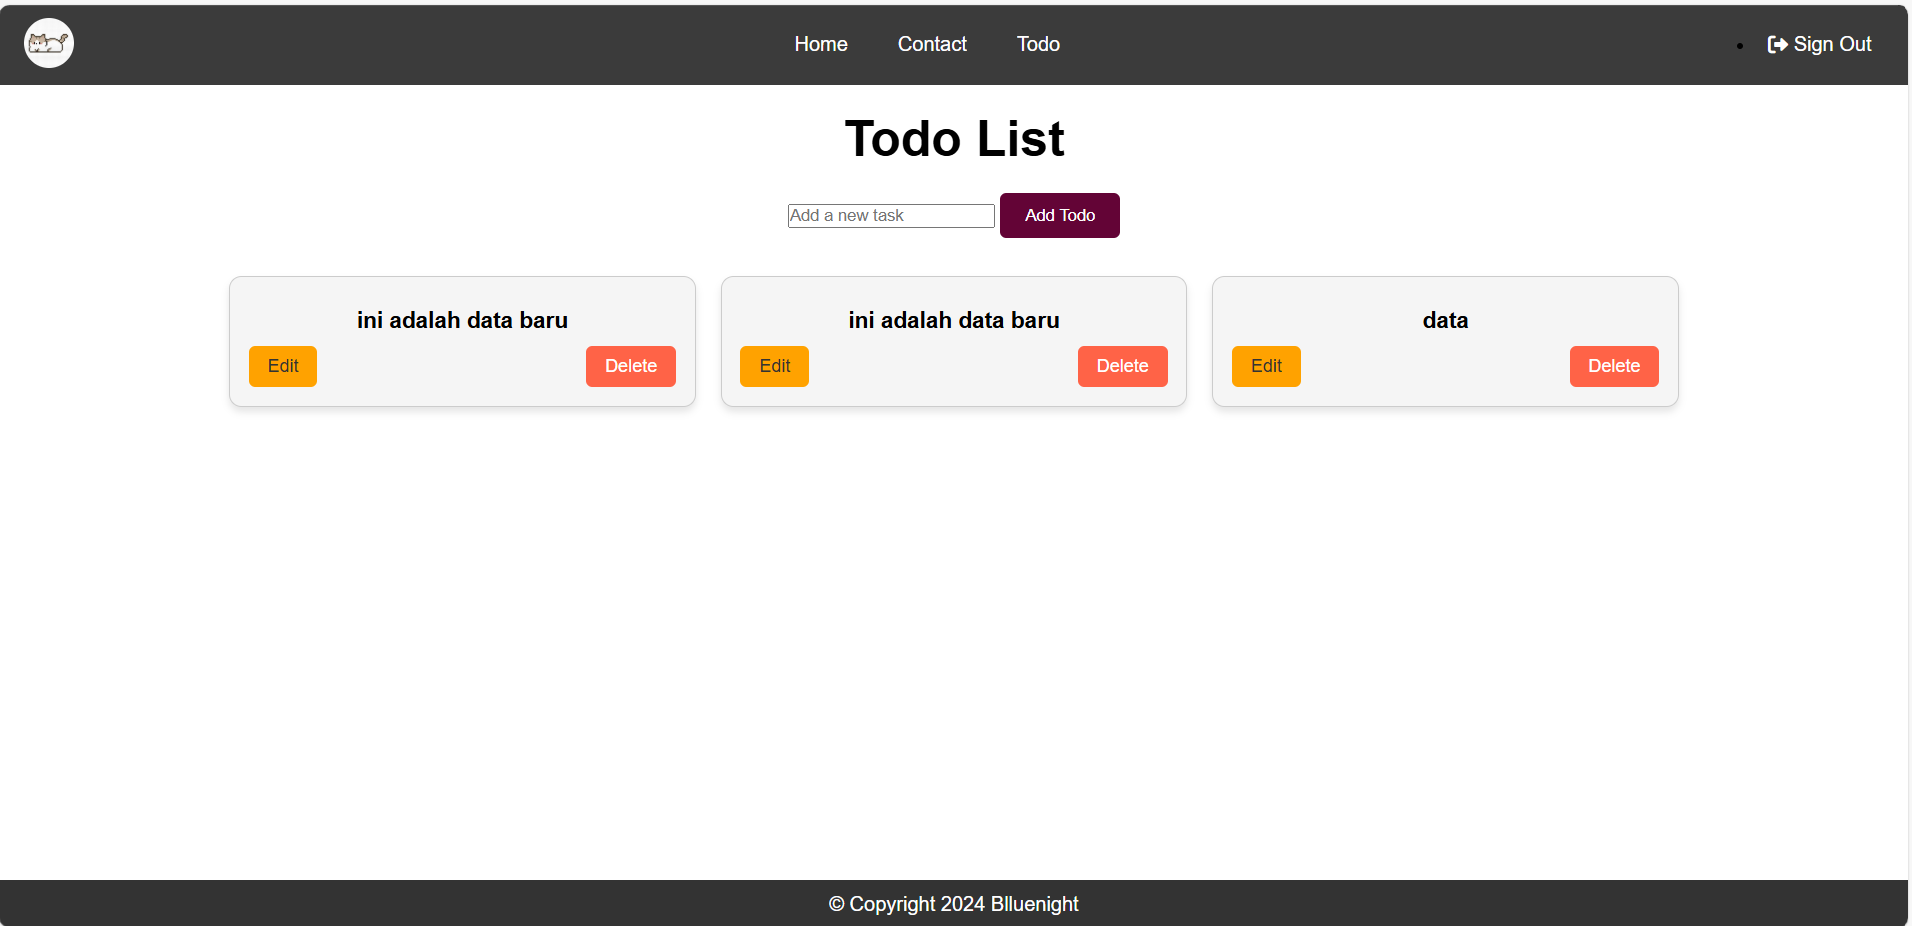 Home Contact Todo Sign Out
Todo List
Add a new task Add Todo
ini adalah data baru ini adalah data baru data
Edit Delete Edit Delete Edit Delete
© Copyright 2024 Blluenight